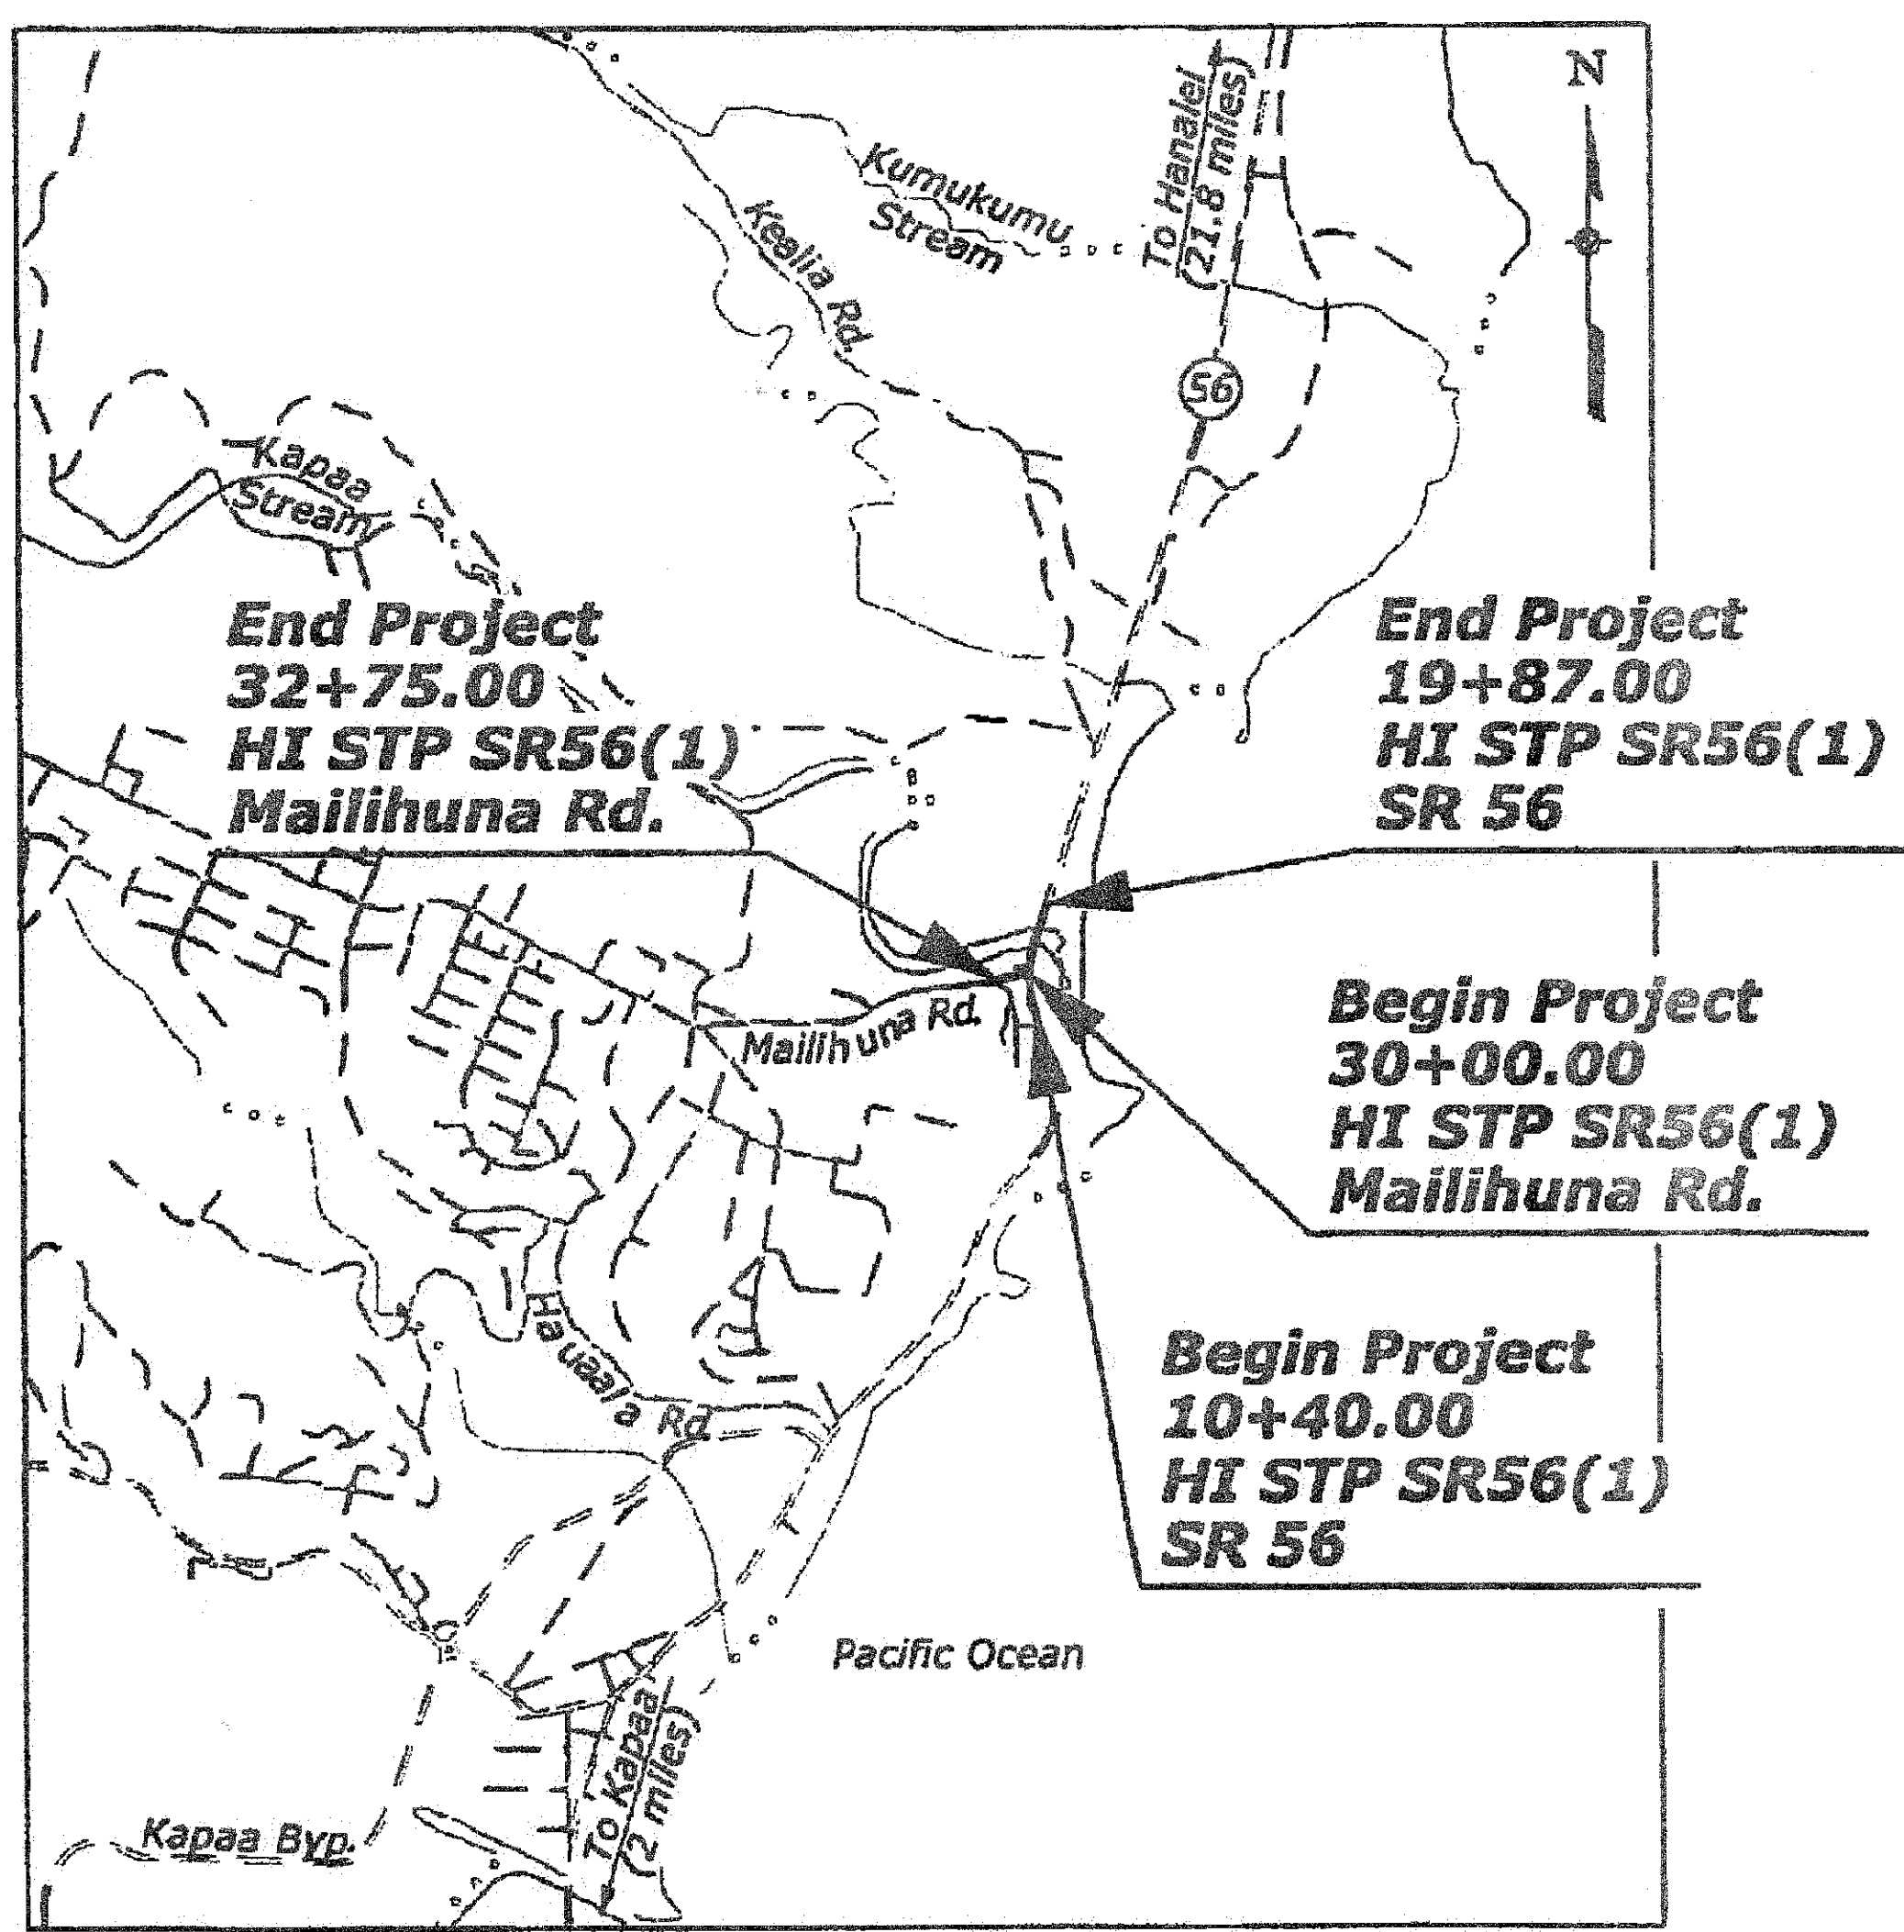 N
To Hanalei
(21.8 miles)
Kumukumu
Stream
Kealia Rd.
56
Kapaa
Stream
End Project
32+75.00
HI STP SR56(1)
Mailihuna Rd.
End Project
19+87.00
HI STP SR56(1)
SR 56
Mailihuna Rd.
Begin Project
30+00.00
HI STP SR56(1)
Mailihuna Rd.
Hauaala Rd
Begin Project
10+40.00
HI STP SR56(1)
SR 56
Pacific Ocean
To Kapaa
(2 miles)
Kapaa Byp.